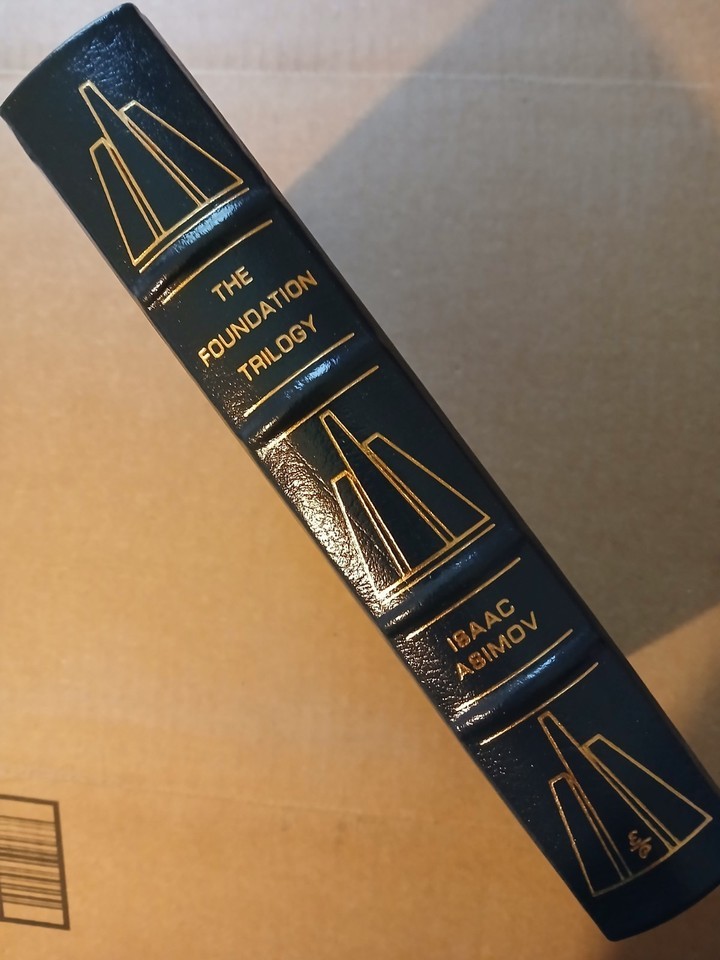 THE
FOUNDATION
TRILOGY
ISAAC
ASIMOV